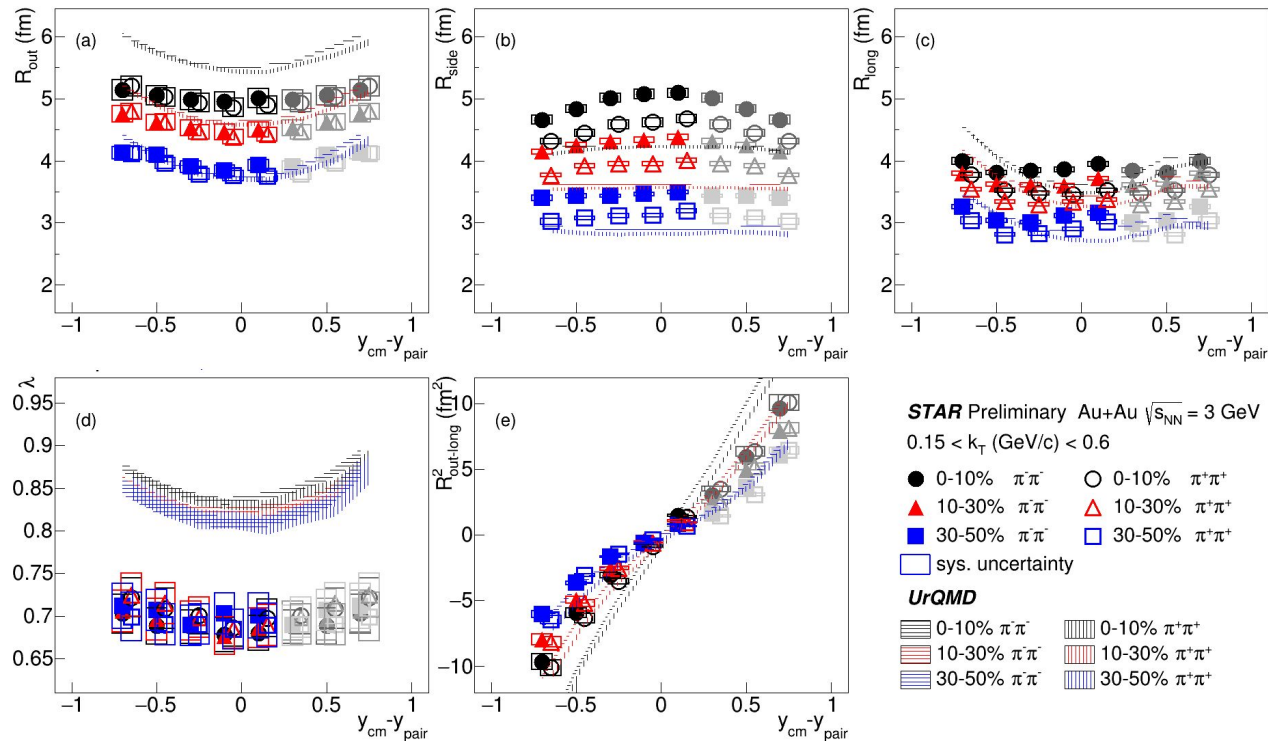 (a)
R_out (fm)
6
5
4
3
2
−1 −0.5 0 0.5 1
y_cm-y_pair
(b)
R_side (fm)
6
5
4
3
2
−1 −0.5 0 0.5 1
y_cm-y_pair
(c)
R_long (fm)
6
5
4
3
2
−1 −0.5 0 0.5 1
y_cm-y_pair
(d)
λ
0.95
0.9
0.85
0.8
0.75
0.7
0.65
−1 −0.5 0 0.5 1
y_cm-y_pair
(e)
R²_out-long (fm²)
10
5
0
−5
−10
−1 −0.5 0 0.5 1
y_cm-y_pair
STAR Preliminary Au+Au √s_NN = 3 GeV
0.15 < k_T (GeV/c) < 0.6
0-10% π⁻π⁻ 0-10% π⁺π⁺
10-30% π⁻π⁻ 10-30% π⁺π⁺
30-50% π⁻π⁻ 30-50% π⁺π⁺
sys. uncertainty
UrQMD
0-10% π⁻π⁻ 0-10% π⁺π⁺
10-30% π⁻π⁻ 10-30% π⁺π⁺
30-50% π⁻π⁻ 30-50% π⁺π⁺